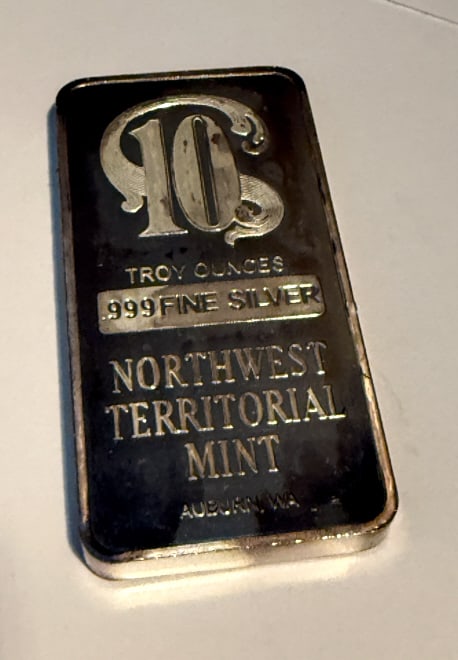 10
TROY OUNCES
.999 FINE SILVER
NORTHWEST
TERRITORIAL
MINT
AUBURN, WA